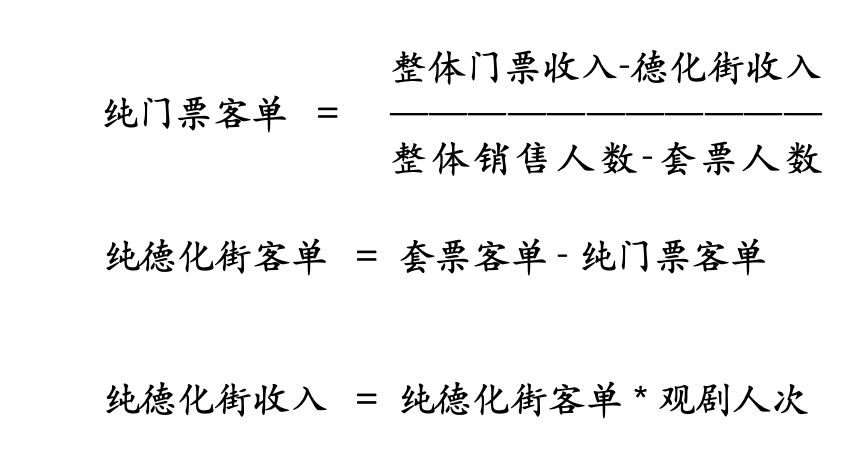 整体门票收入-德化街收入
纯门票客单 = ————————————
整体销售人数-套票人数
纯德化街客单 = 套票客单 - 纯门票客单
纯德化街收入 = 纯德化街客单 * 观剧人次